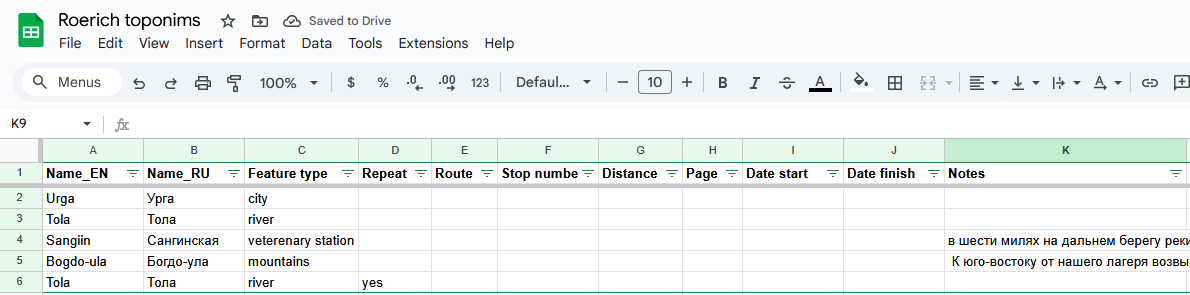 Roerich toponims Saved to Drive
File Edit View Insert Format Data Tools Extensions Help
Menus 100% $ % .0 .00 123 Defaul... 10 B I A
K9 fx
A B C D E F G H I J K
1 Name_EN Name_RU Feature type Repeat Route Stop numbe Distance Page Date start Date finish Notes
2 Urga Урга city
3 Tola Тола river
4 Sangiin Сангинская veterenary station в шести милях на дальнем берегу реки
5 Bogdo-ula Богдо-ула mountains К юго-востоку от нашего лагеря возвы
6 Tola Тола river yes